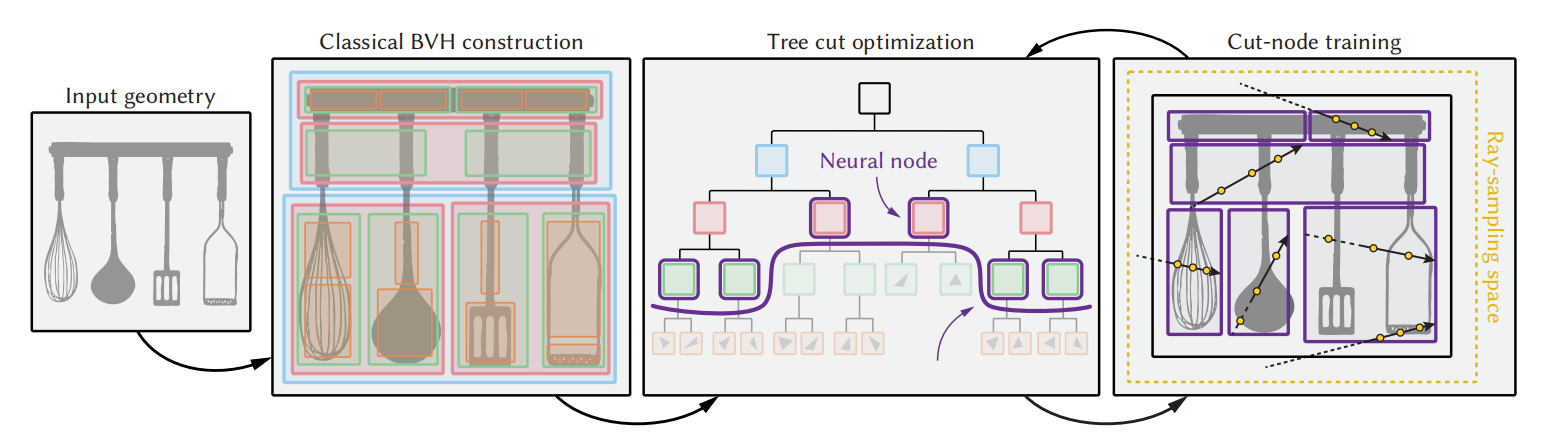 Input geometry
Classical BVH construction
Tree cut optimization
Cut-node training
Neural node
Ray-sampling space